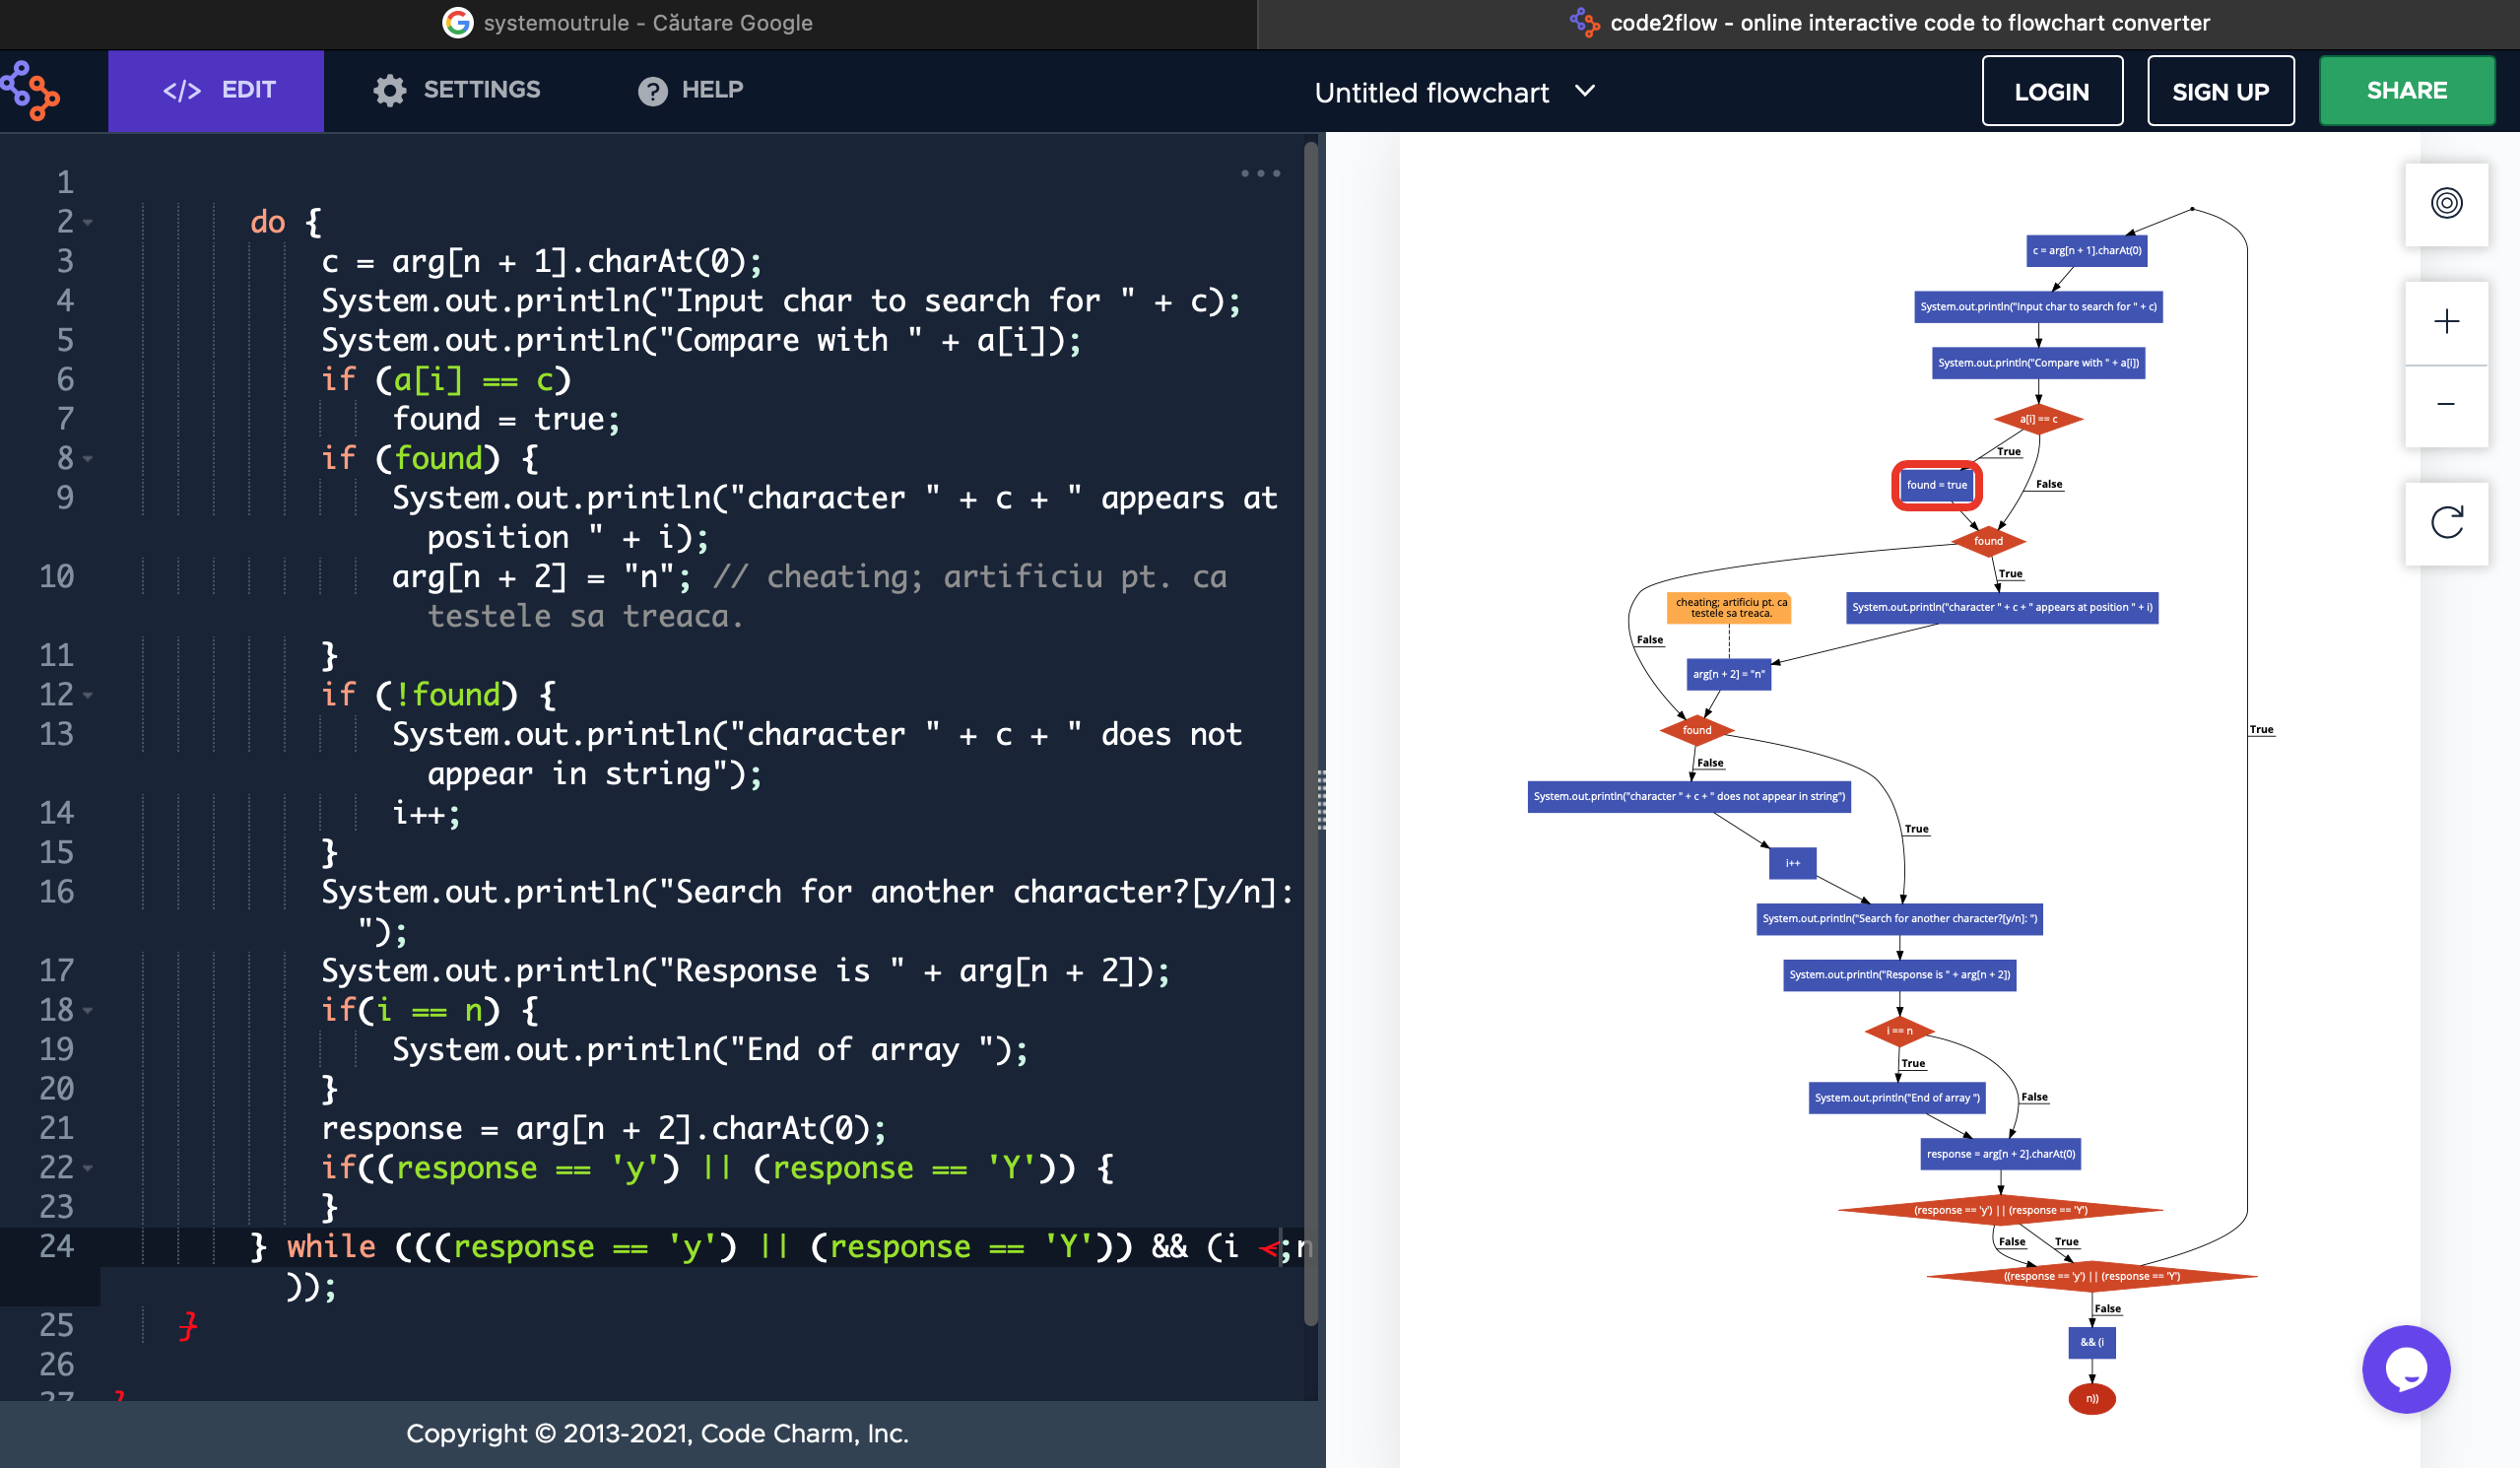 systemoutrule - Căutare Google
code2flow - online interactive code to flowchart converter
</> EDIT
SETTINGS
? HELP
Untitled flowchart
LOGIN
SIGN UP
SHARE
1
2 do {
3 c = arg[n + 1].charAt(0);
4 System.out.println("Input char to search for " + c);
5 System.out.println("Compare with " + a[i]);
6 if (a[i] == c)
7 found = true;
8 if (found) {
9 System.out.println("character " + c + " appears at
position " + i);
10 arg[n + 2] = "n"; // cheating; artificiu pt. ca
testele sa treaca.
11 }
12 if (!found) {
13 System.out.println("character " + c + " does not
appear in string");
14 i++;
15 }
16 System.out.println("Search for another character?[y/n]:
");
17 System.out.println("Response is " + arg[n + 2]);
18 if(i == n) {
19 System.out.println("End of array ");
20 }
21 response = arg[n + 2].charAt(0);
22 if((response == 'y') || (response == 'Y')) {
23 }
24 } while (((response == 'y') || (response == 'Y')) && (i <;n
));
25 }
26
27 }
Copyright © 2013-2021, Code Charm, Inc.
c = arg[n + 1].charAt(0)
System.out.println("Input char to search for " + c)
System.out.println("Compare with " + a[i])
a[i] == c
True
found = true
False
found
True
cheating; artificiu pt. ca
testele sa treaca.
System.out.println("character " + c + " appears at position " + i)
False
arg[n + 2] = "n"
found
True
False
System.out.println("character " + c + " does not appear in string")
True
i++
System.out.println("Search for another character?[y/n]: ")
System.out.println("Response is " + arg[n + 2])
i == n
True
System.out.println("End of array ")
False
response = arg[n + 2].charAt(0)
(response == 'y') || (response == 'Y')
False
True
((response == 'y') || (response == 'Y')
False
&& (i
n))